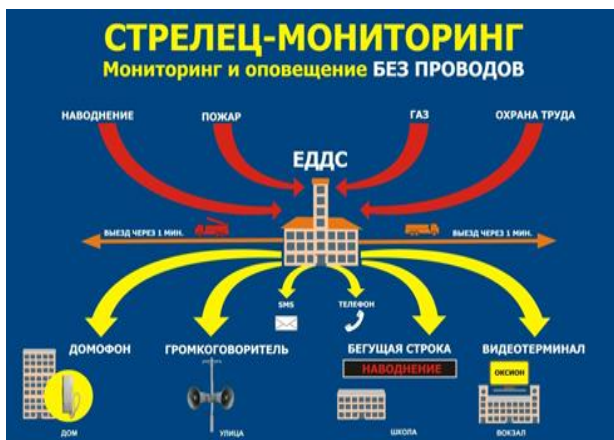 СТРЕЛЕЦ-МОНИТОРИНГ
Мониторинг и оповещение БЕЗ ПРОВОДОВ
НАВОДНЕНИЕ
ПОЖАР
ГАЗ
ОХРАНА ТРУДА
ЕДДС
ВЫЕЗД ЧЕРЕЗ 1 МИН.
ВЫЕЗД ЧЕРЕЗ 1 МИН.
SMS
ТЕЛЕФОН
ДОМОФОН
ГРОМКОГОВОРИТЕЛЬ
БЕГУЩАЯ СТРОКА
ВИДЕОТЕРМИНАЛ
НАВОДНЕНИЕ
ОКСИОН
ДОМ
УЛИЦА
ШКОЛА
ВОКЗАЛ